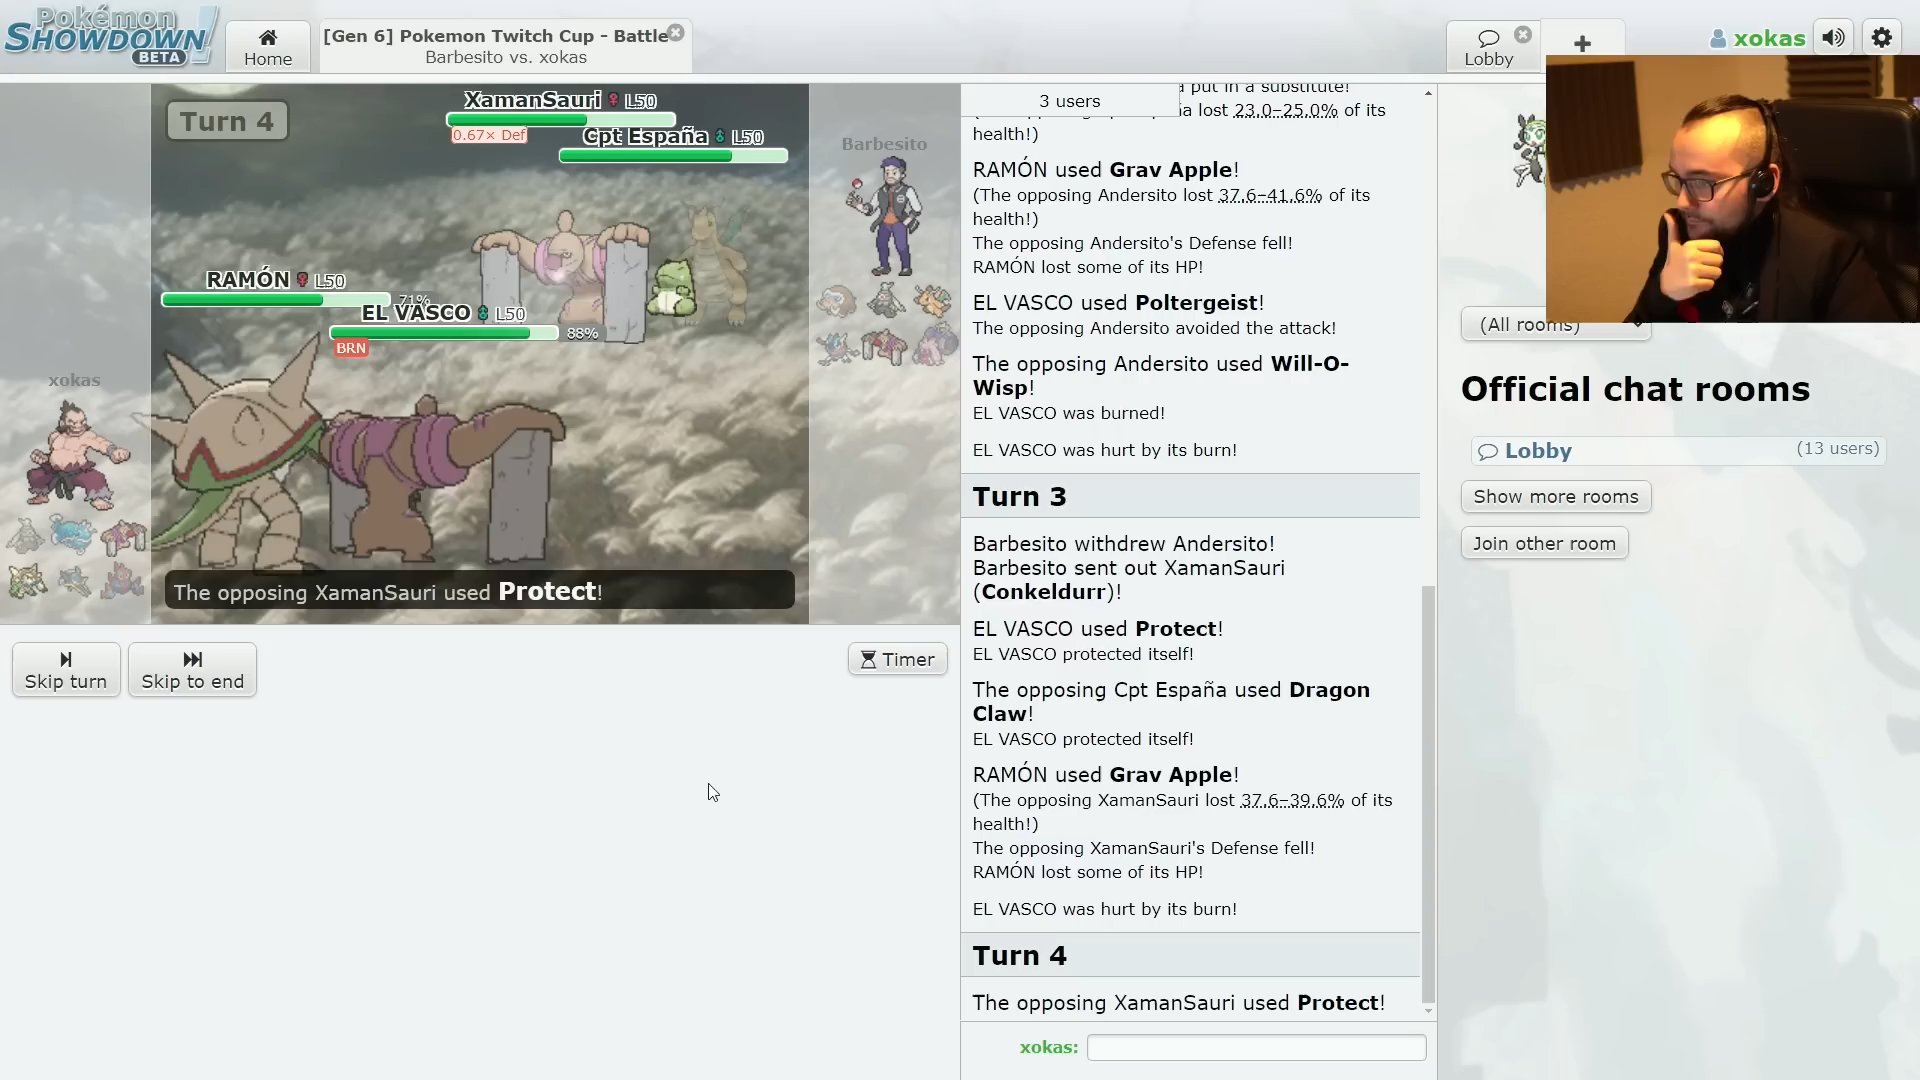 Pokémon
SHOWDOWN!
BETA
Home
[Gen 6] Pokemon Twitch Cup - Battle
Barbesito vs. xokas
Lobby
xokas
Turn 4
XamanSauri L50
0.67× Def
Cpt España L50
Barbesito
RAMÓN L50
71%
EL VASCO L50
88%
BRN
xokas
The opposing XamanSauri used Protect!
Skip turn
Skip to end
Timer
3 users
put in a substitute!
lost 23.0–25.0% of its
health!)
RAMÓN used Grav Apple!
(The opposing Andersito lost 37.6–41.6% of its
health!)
The opposing Andersito's Defense fell!
RAMÓN lost some of its HP!
EL VASCO used Poltergeist!
The opposing Andersito avoided the attack!
The opposing Andersito used Will-O-
Wisp!
EL VASCO was burned!
EL VASCO was hurt by its burn!
Turn 3
Barbesito withdrew Andersito!
Barbesito sent out XamanSauri
(Conkeldurr)!
EL VASCO used Protect!
EL VASCO protected itself!
The opposing Cpt España used Dragon
Claw!
EL VASCO protected itself!
RAMÓN used Grav Apple!
(The opposing XamanSauri lost 37.6–39.6% of its
health!)
The opposing XamanSauri's Defense fell!
RAMÓN lost some of its HP!
EL VASCO was hurt by its burn!
Turn 4
The opposing XamanSauri used Protect!
xokas:
(All rooms)
Official chat rooms
Lobby (13 users)
Show more rooms
Join other room